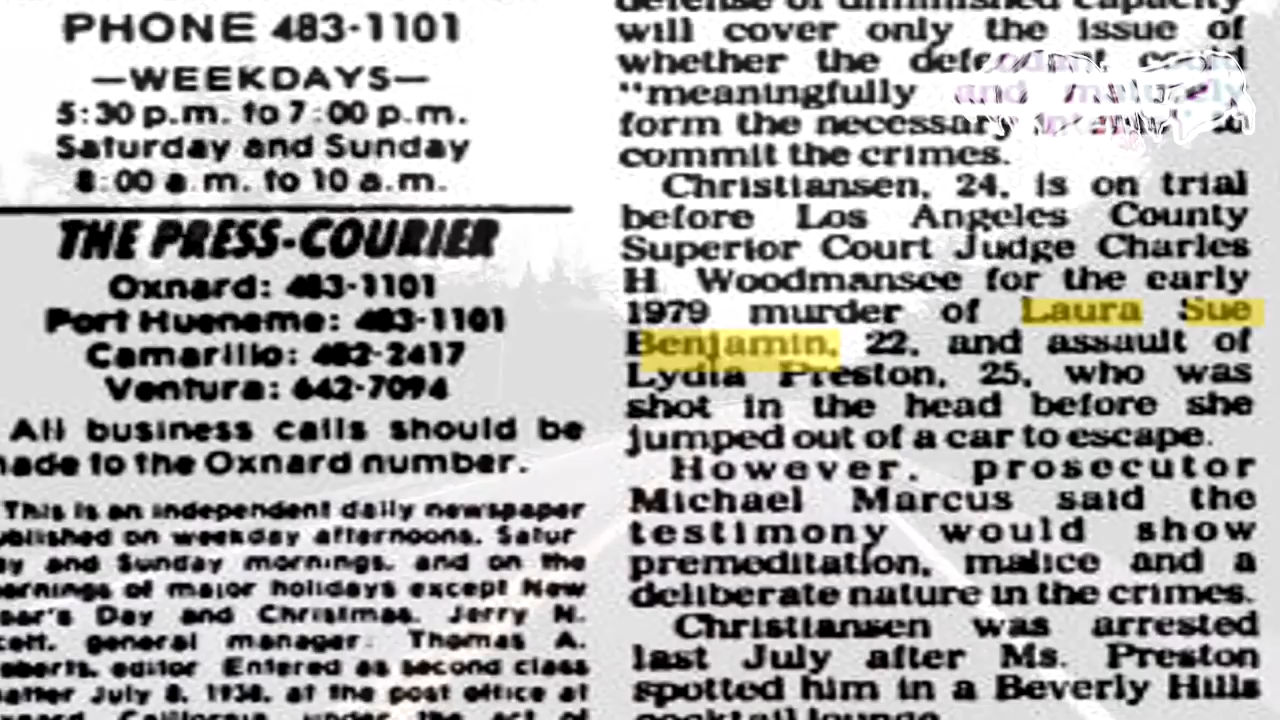 PHONE 483-1101
—WEEKDAYS—
5:30 p.m. to 7:00 p.m.
Saturday and Sunday
8:00 a.m. to 10 a.m.
THE PRESS-COURIER
Oxnard: 483-1101
Port Hueneme: 483-1101
Camarillo: 482-2417
Ventura: 642-7094
All business calls should be
made to the Oxnard number.
This is an independent daily newspaper
published on weekday afternoons, Satur
ay and Sunday mornings, and on the
ornings of major holidays except New
ear's Day and Christmas. Jerry N.
cott, general manager. Thomas A.
oberts, editor Entered as second class
atter July 8, 1938, at the post office at
California, under the act of
defense of diminished capacity
will cover only the issue of
whether the defendant could
"meaningfully and maturely
form the necessary to
commit the crimes.
Christiansen, 24, is on trial
before Los Angeles County
Superior Court Judge Charles
H Woodmansee for the early
1979 murder of Laura Sue
Benjamin, 22, and assault of
Lydia Preston, 25, who was
shot in the head before she
jumped out of a car to escape.
However, prosecutor
Michael Marcus said the
testimony would show
premeditation, malice and a
deliberate nature in the crimes.
Christiansen was arrested
last July after Ms. Preston
spotted him in a Beverly Hills
cocktail lounge.